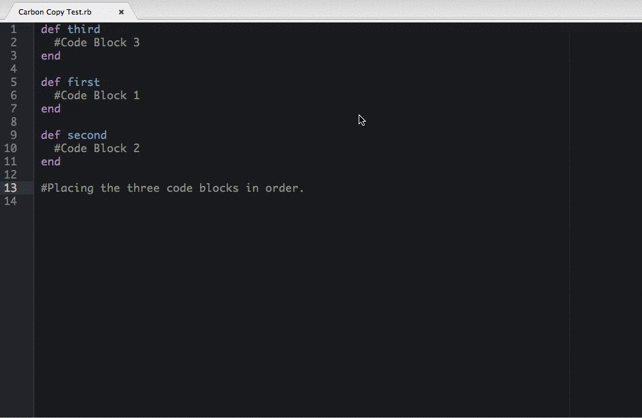 Carbon Copy Test.rb ×
1 def third
2   #Code Block 3
3 end
4
5 def first
6   #Code Block 1
7 end
8
9 def second
10   #Code Block 2
11 end
12
13 #Placing the three code blocks in order.
14